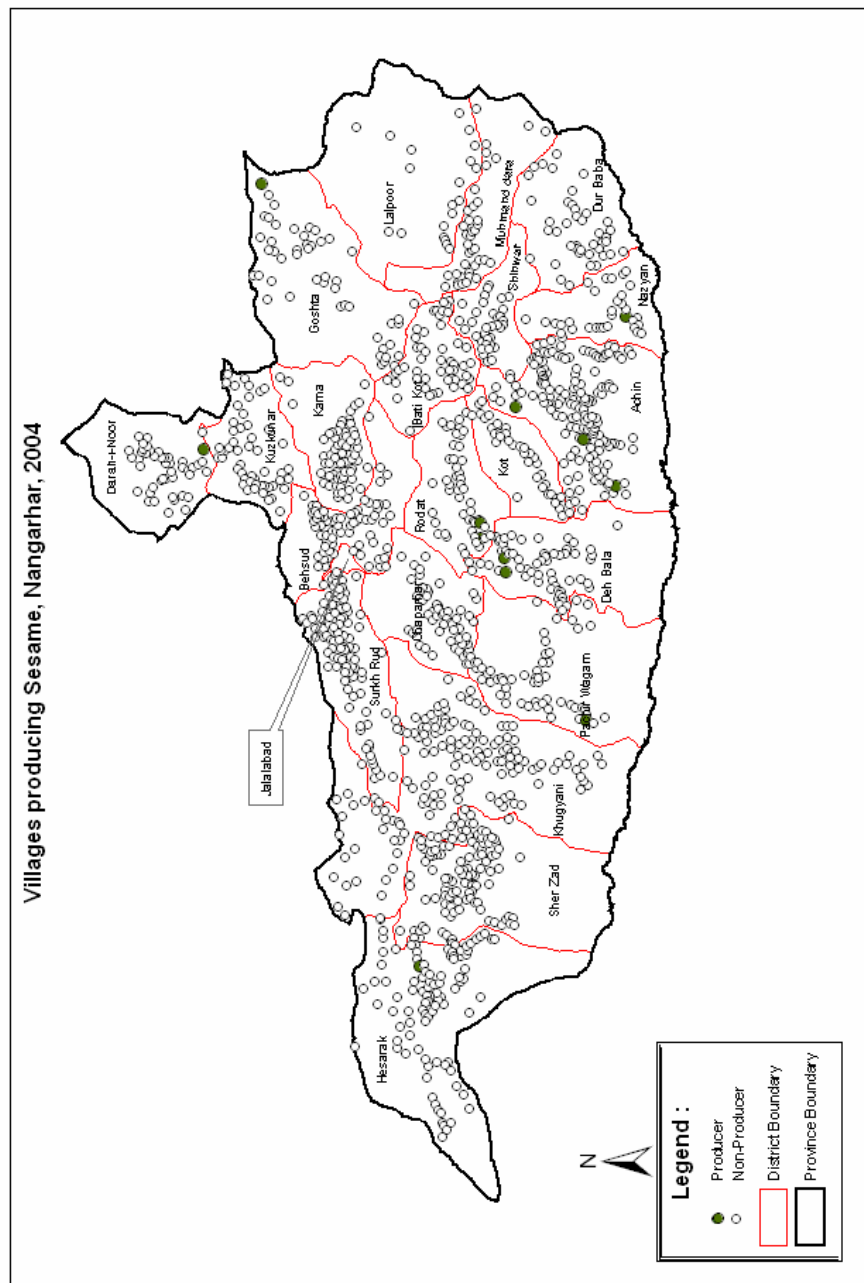 Villages producing Sesame, Nangarhar, 2004
Darah-i-Noor
Kuzkunar
Goshta
Lalpoor
Kama
Behsud
Jalalabad
Surkh Rud
Bati Kot
Muhmand dara
Hesarak
Rodat
Chaparhar
Shinwar
Kot
Dur Baba
Nazyan
Achin
Deh Bala
Pachir Wagam
Khugyani
Sher Zad
N
Legend :
Producer
Non-Producer
District Boundary
Province Boundary